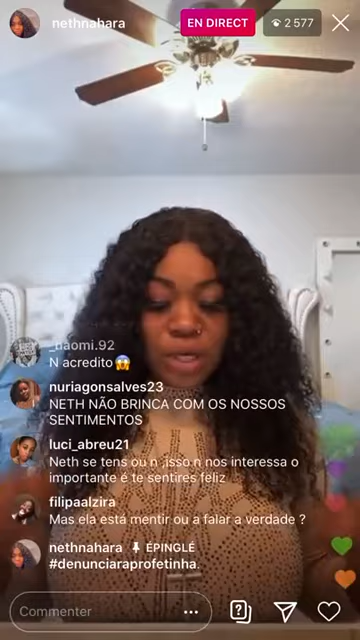 nethnahara
EN DIRECT
2 577
_naomi.92
N acredito😱
nuriagonsalves23
NETH NÃO BRINCA COM OS NOSSOS
SENTIMENTOS
luci_abreu21
Neth se tens ou n ,isso n nos interessa o
importante é te sentires feliz
filipaalzira
Mas ela está mentir ou a falar a verdade ?
nethnahara 📌 ÉPINGLÉ
#denunciaraprofetinha.
Commenter